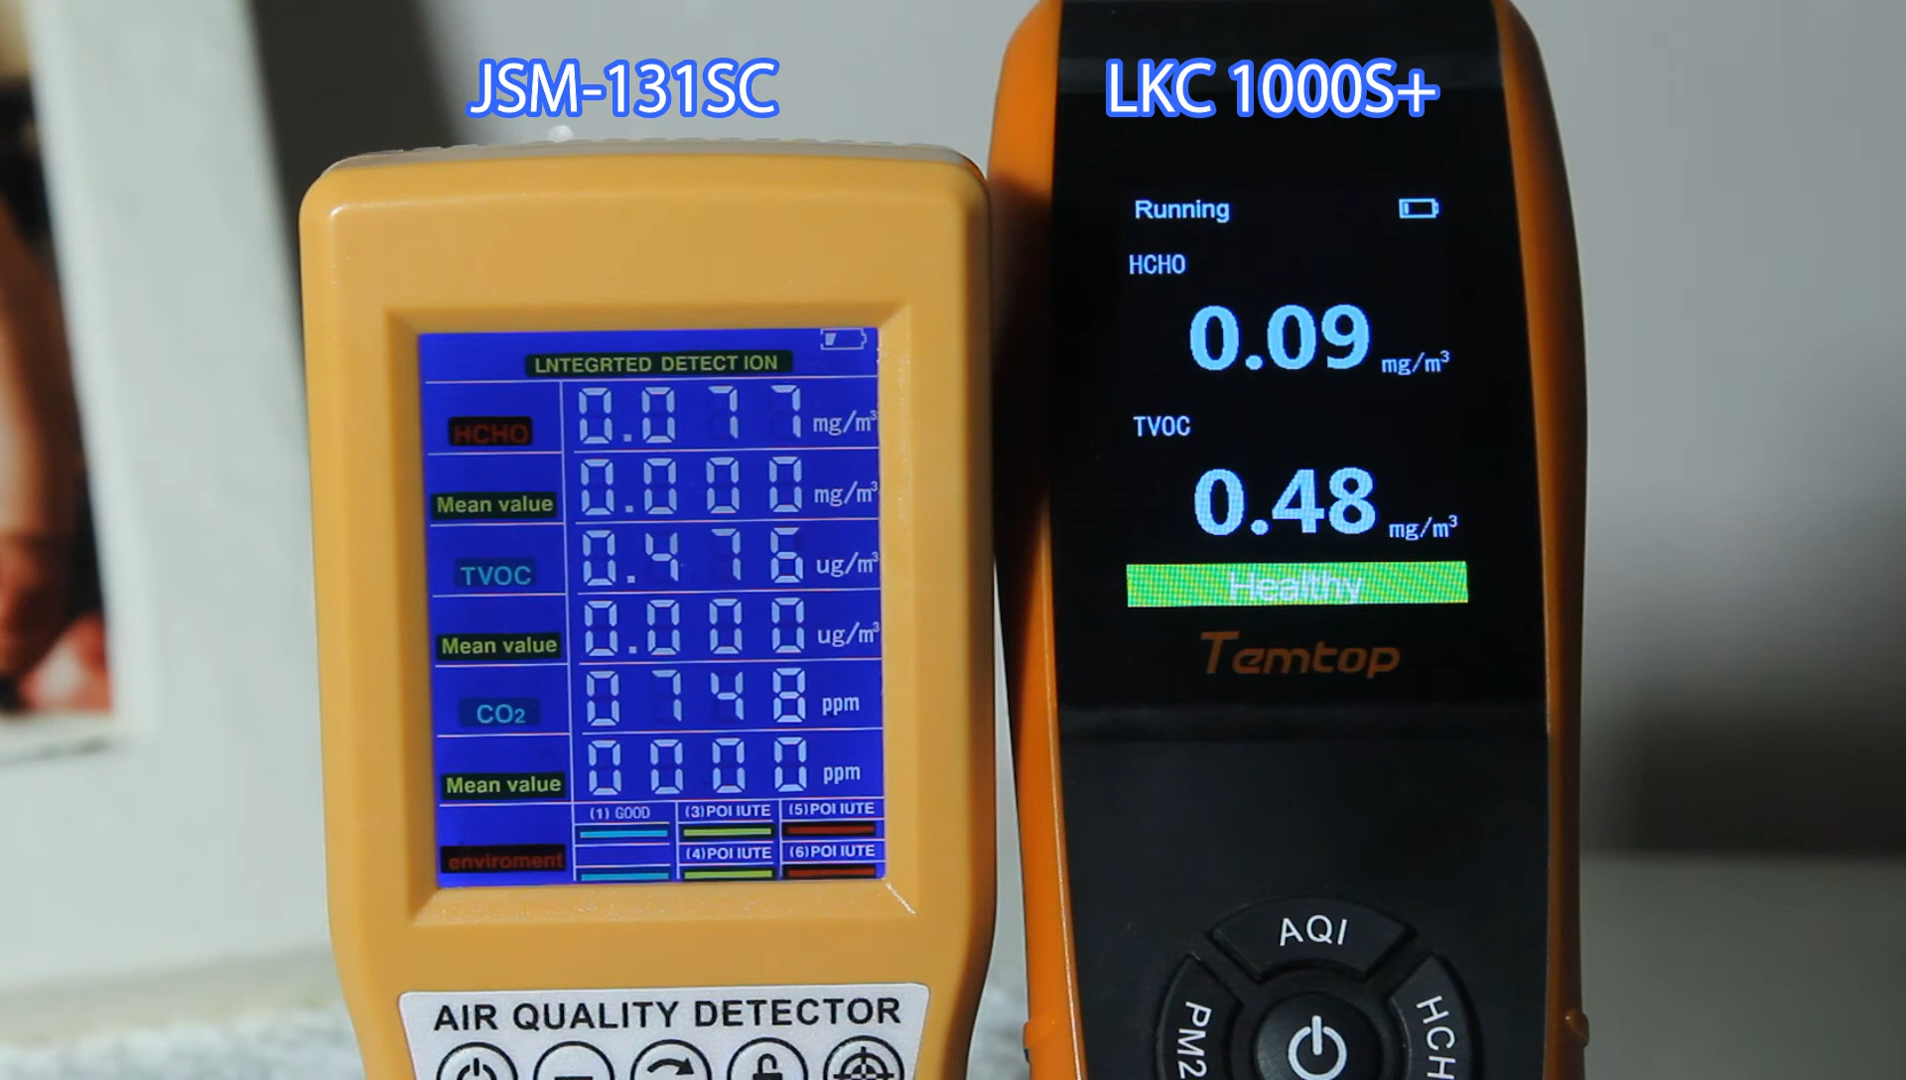 JSM-131SC
LKC 1000S+
LNTEGRTED DETECT ION
HCHO 0.077 mg/m³
Mean value 0.000 mg/m³
TVOC 0.476 ug/m³
Mean value 0.000 ug/m³
CO₂ 0748 ppm
Mean value 0000 ppm
(1) GOOD (3)POI IUTE (5)POI IUTE
enviroment (4)POI IUTE (6)POI IUTE
AIR QUALITY DETECTOR
Running
HCHO
0.09 mg/m³
TVOC
0.48 mg/m³
Healthy
Temtop
AQI
PM2
HCH